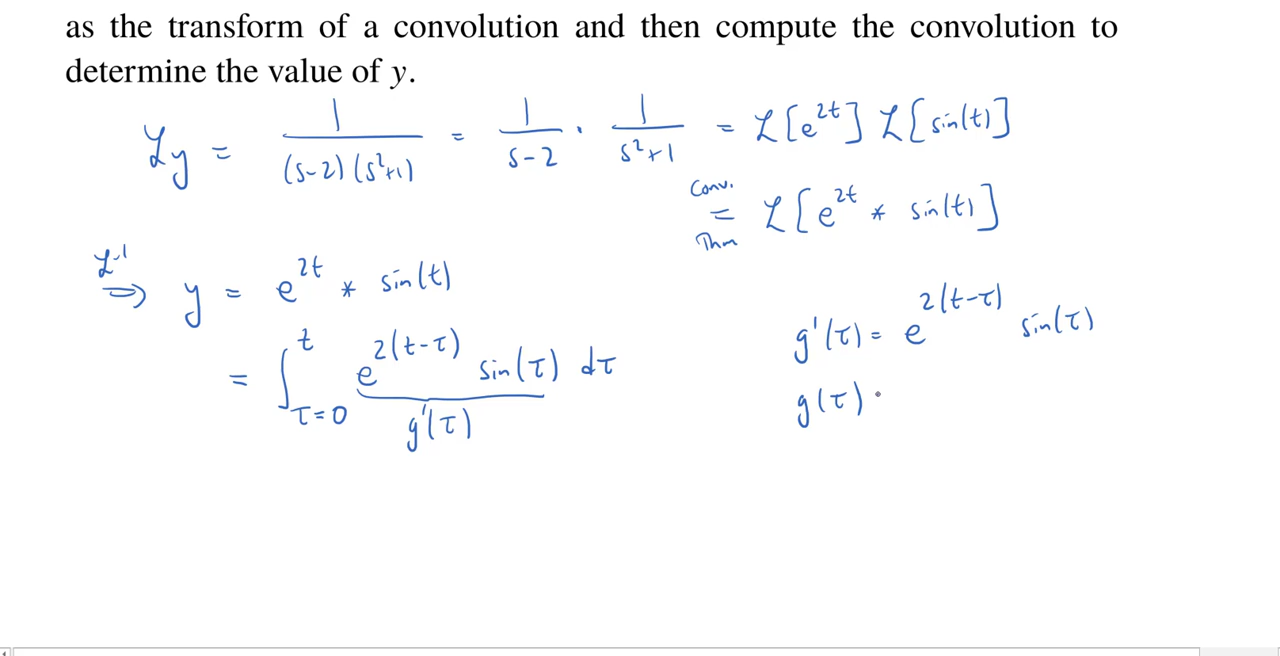 as the transform of a convolution and then compute the convolution to
determine the value of y.
ℒy = 1/((s-2)(s²+1)) = 1/(s-2) · 1/(s²+1) = ℒ[e^{2t}] ℒ[sin(t)]
Conv. = Thm ℒ[e^{2t} * sin(t)]
ℒ⁻¹ ⇒ y = e^{2t} * sin(t)
= ∫_{τ=0}^{t} e^{2(t-τ)} sin(τ) dτ
g'(τ)
g'(τ) = e^{2(t-τ)} sin(τ)
g(τ)